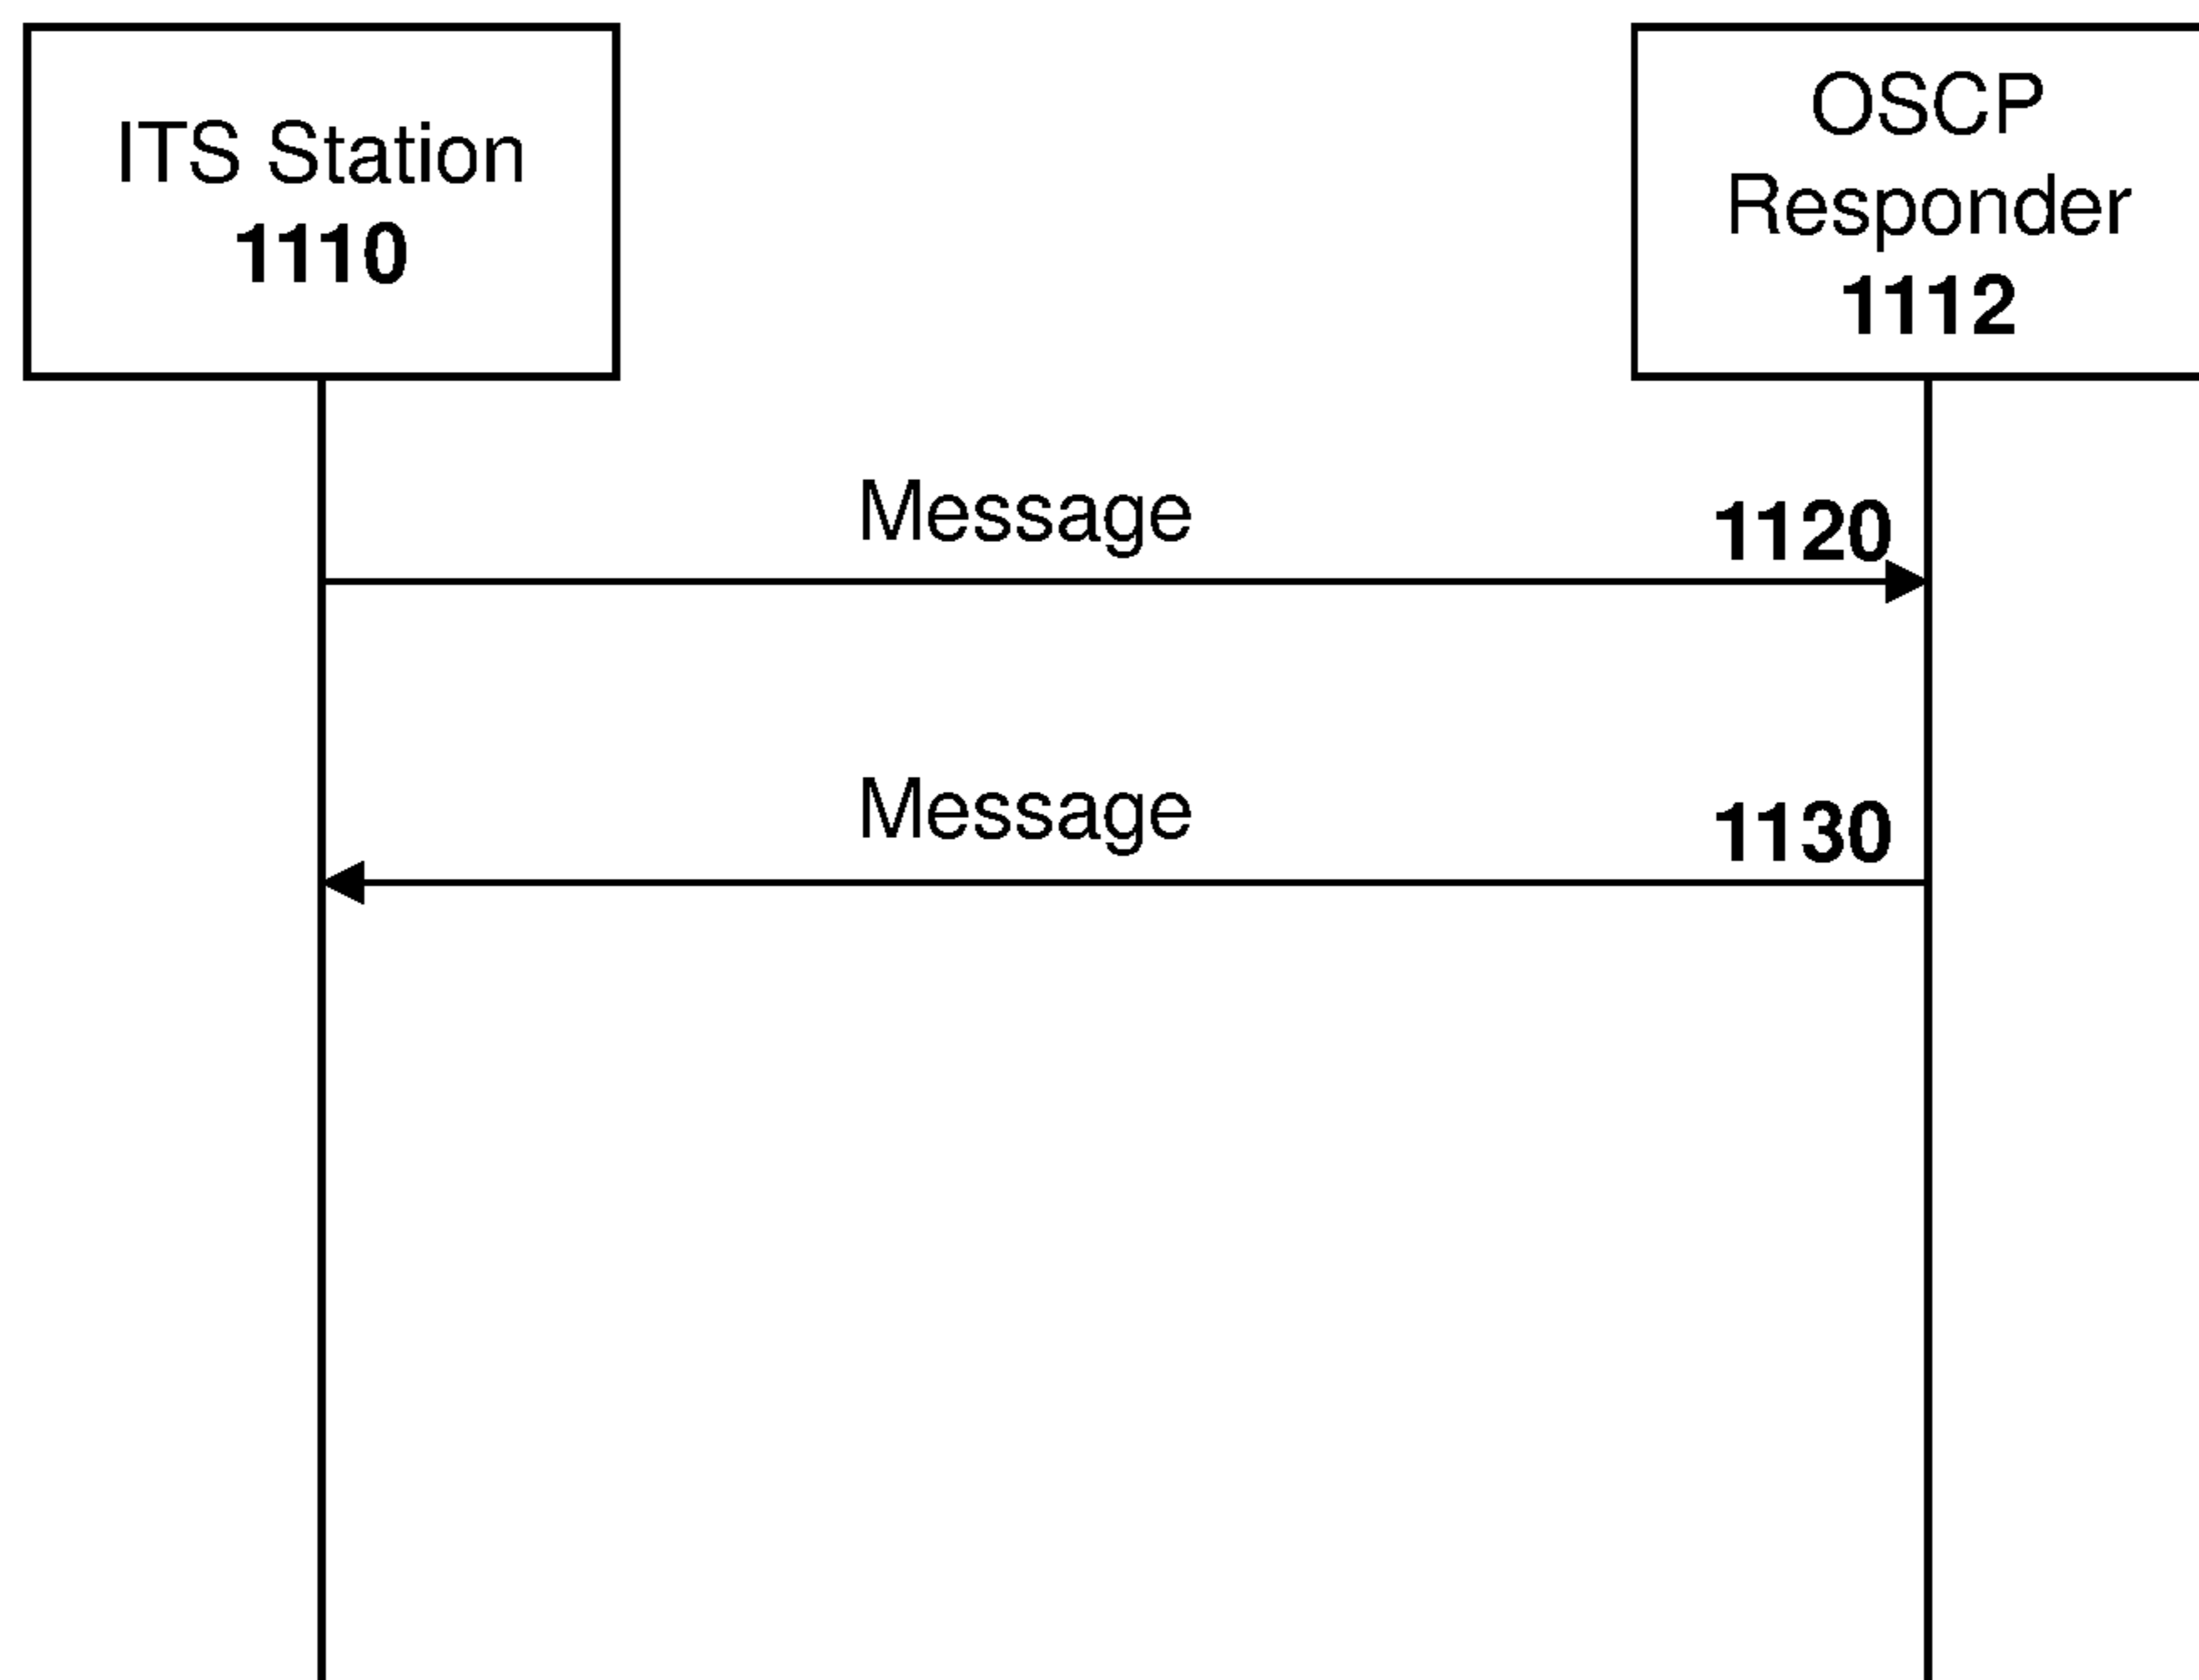 ITS Station
1110
OSCP
Responder
1112
Message
1120
Message
1130